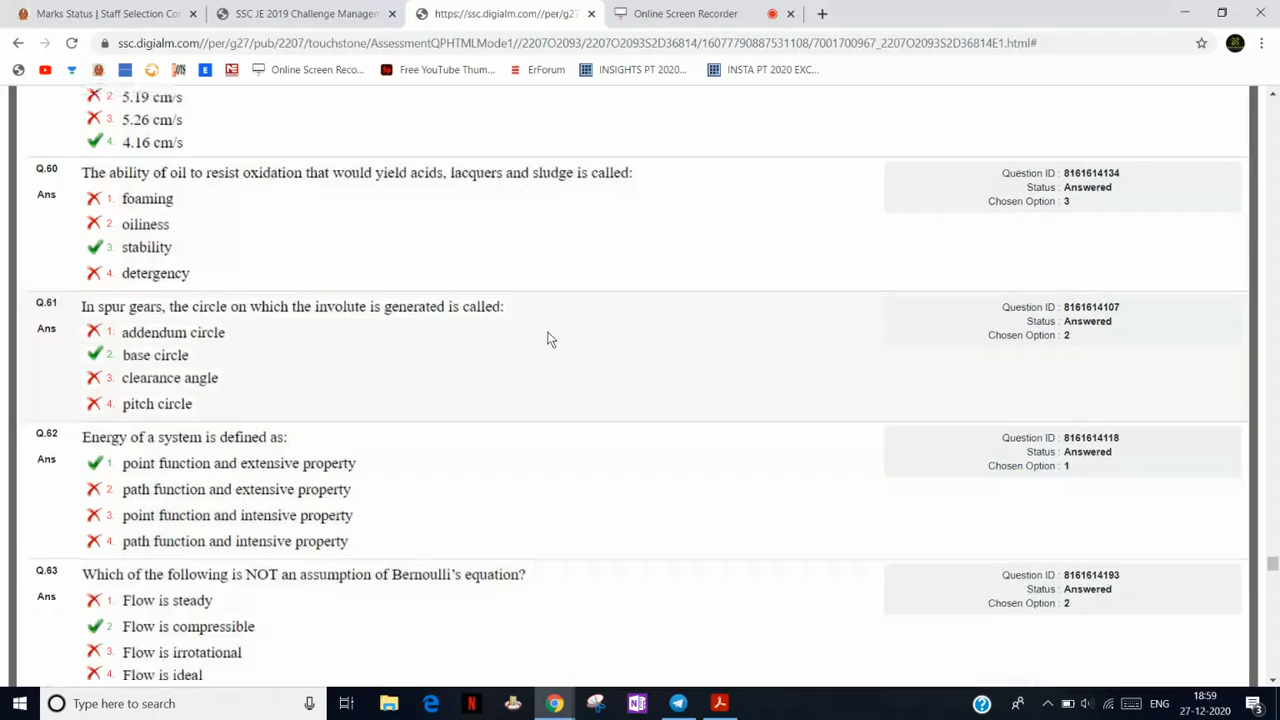 Marks Status | Staff Selection Co
SSC JE 2019 Challenge Managem
https://ssc.digialm.com//per/g27
Online Screen Recorder
ssc.digialm.com//per/g27/pub/2207/touchstone/AssessmentQPHTMLMode1//2207O2093/2207O2093S2D36814/16077790887531108/7001700967_2207O2093S2D36814E1.html#
Online Screen Reco...
Free YouTube Thum...
ErForum
INSIGHTS PT 2020...
INSTA PT 2020 EXC...
2. 5.19 cm/s
3. 5.26 cm/s
4. 4.16 cm/s
Q.60 The ability of oil to resist oxidation that would yield acids, lacquers and sludge is called:
Question ID : 8161614134
Status : Answered
Chosen Option : 3
Ans 1. foaming
2. oiliness
3. stability
4. detergency
Q.61 In spur gears, the circle on which the involute is generated is called:
Question ID : 8161614107
Status : Answered
Chosen Option : 2
Ans 1. addendum circle
2. base circle
3. clearance angle
4. pitch circle
Q.62 Energy of a system is defined as:
Question ID : 8161614118
Status : Answered
Chosen Option : 1
Ans 1. point function and extensive property
2. path function and extensive property
3. point function and intensive property
4. path function and intensive property
Q.63 Which of the following is NOT an assumption of Bernoulli's equation?
Question ID : 8161614193
Status : Answered
Chosen Option : 2
Ans 1. Flow is steady
2. Flow is compressible
3. Flow is irrotational
4. Flow is ideal
Type here to search
ENG
18:59
27-12-2020
3